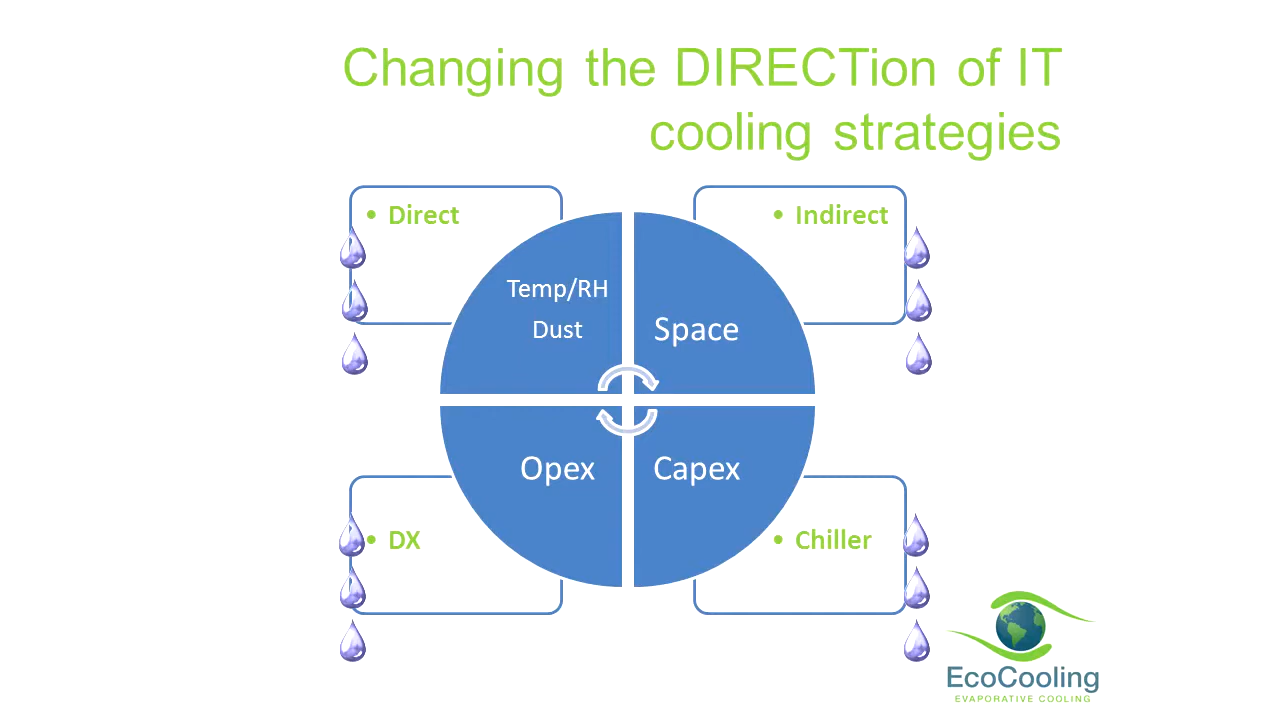 Changing the DIRECTion of IT
cooling strategies
• Direct
• Indirect
Temp/RH
Dust
Space
Opex
Capex
• DX
• Chiller
EcoCooling
EVAPORATIVE COOLING